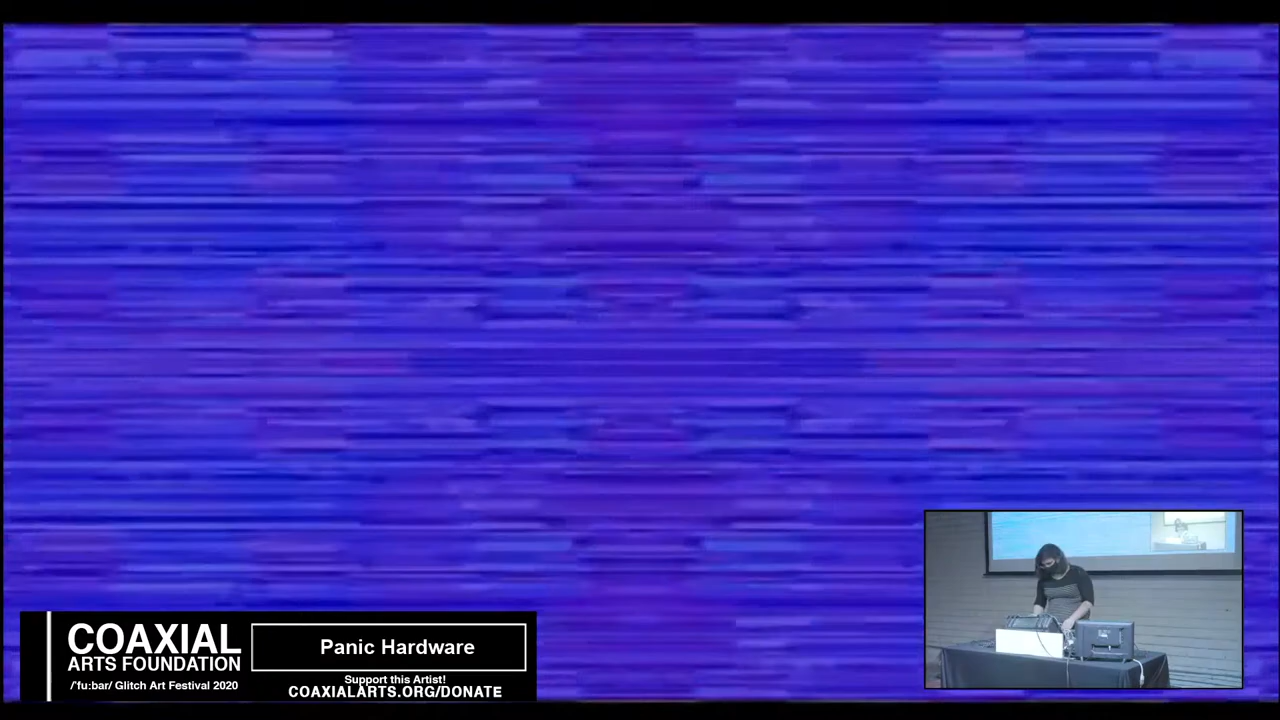 COAXIAL
ARTS FOUNDATION
/'fu:bar/ Glitch Art Festival 2020
Panic Hardware
Support this Artist!
COAXIALARTS.ORG/DONATE